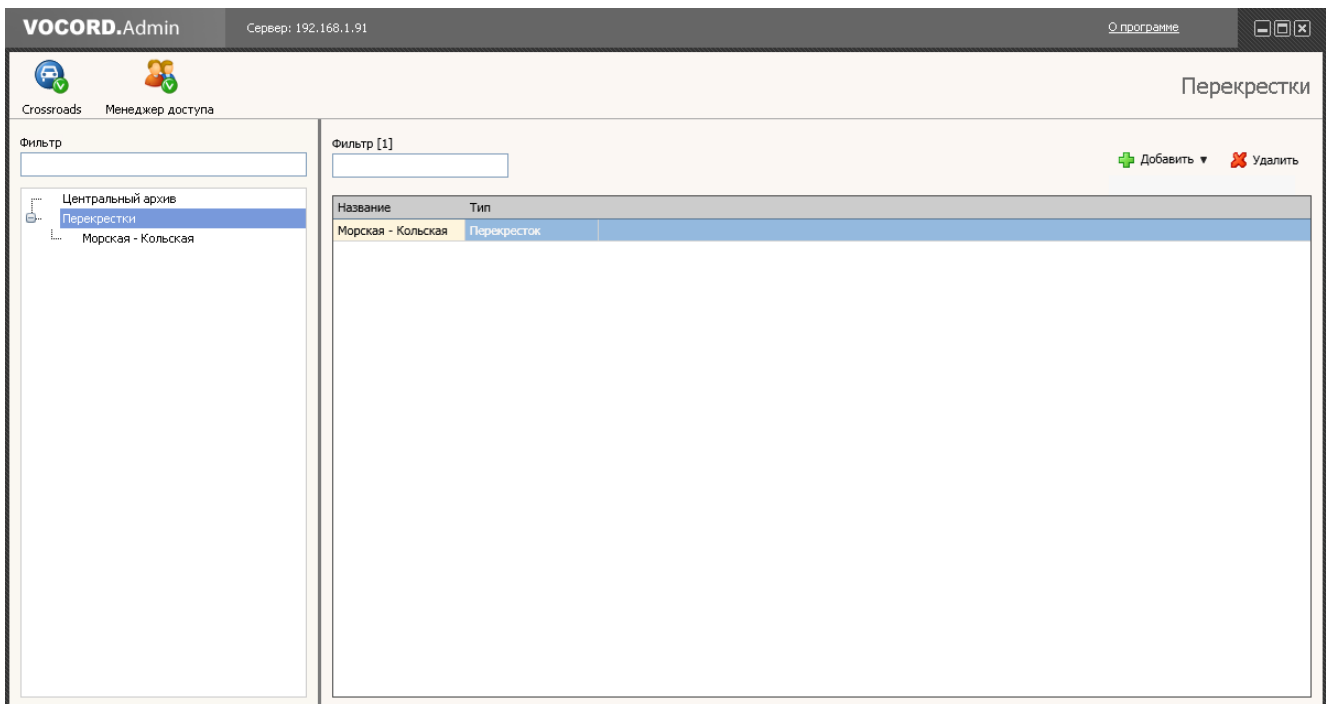 VOCORD.Admin Сервер: 192.168.1.91 О программе
Crossroads Менеджер доступа Перекрестки
Фильтр
Фильтр [1]
Добавить ▼ Удалить
Центральный архив
Перекрестки
Морская - Кольская
Название Тип
Морская - Кольская Перекресток